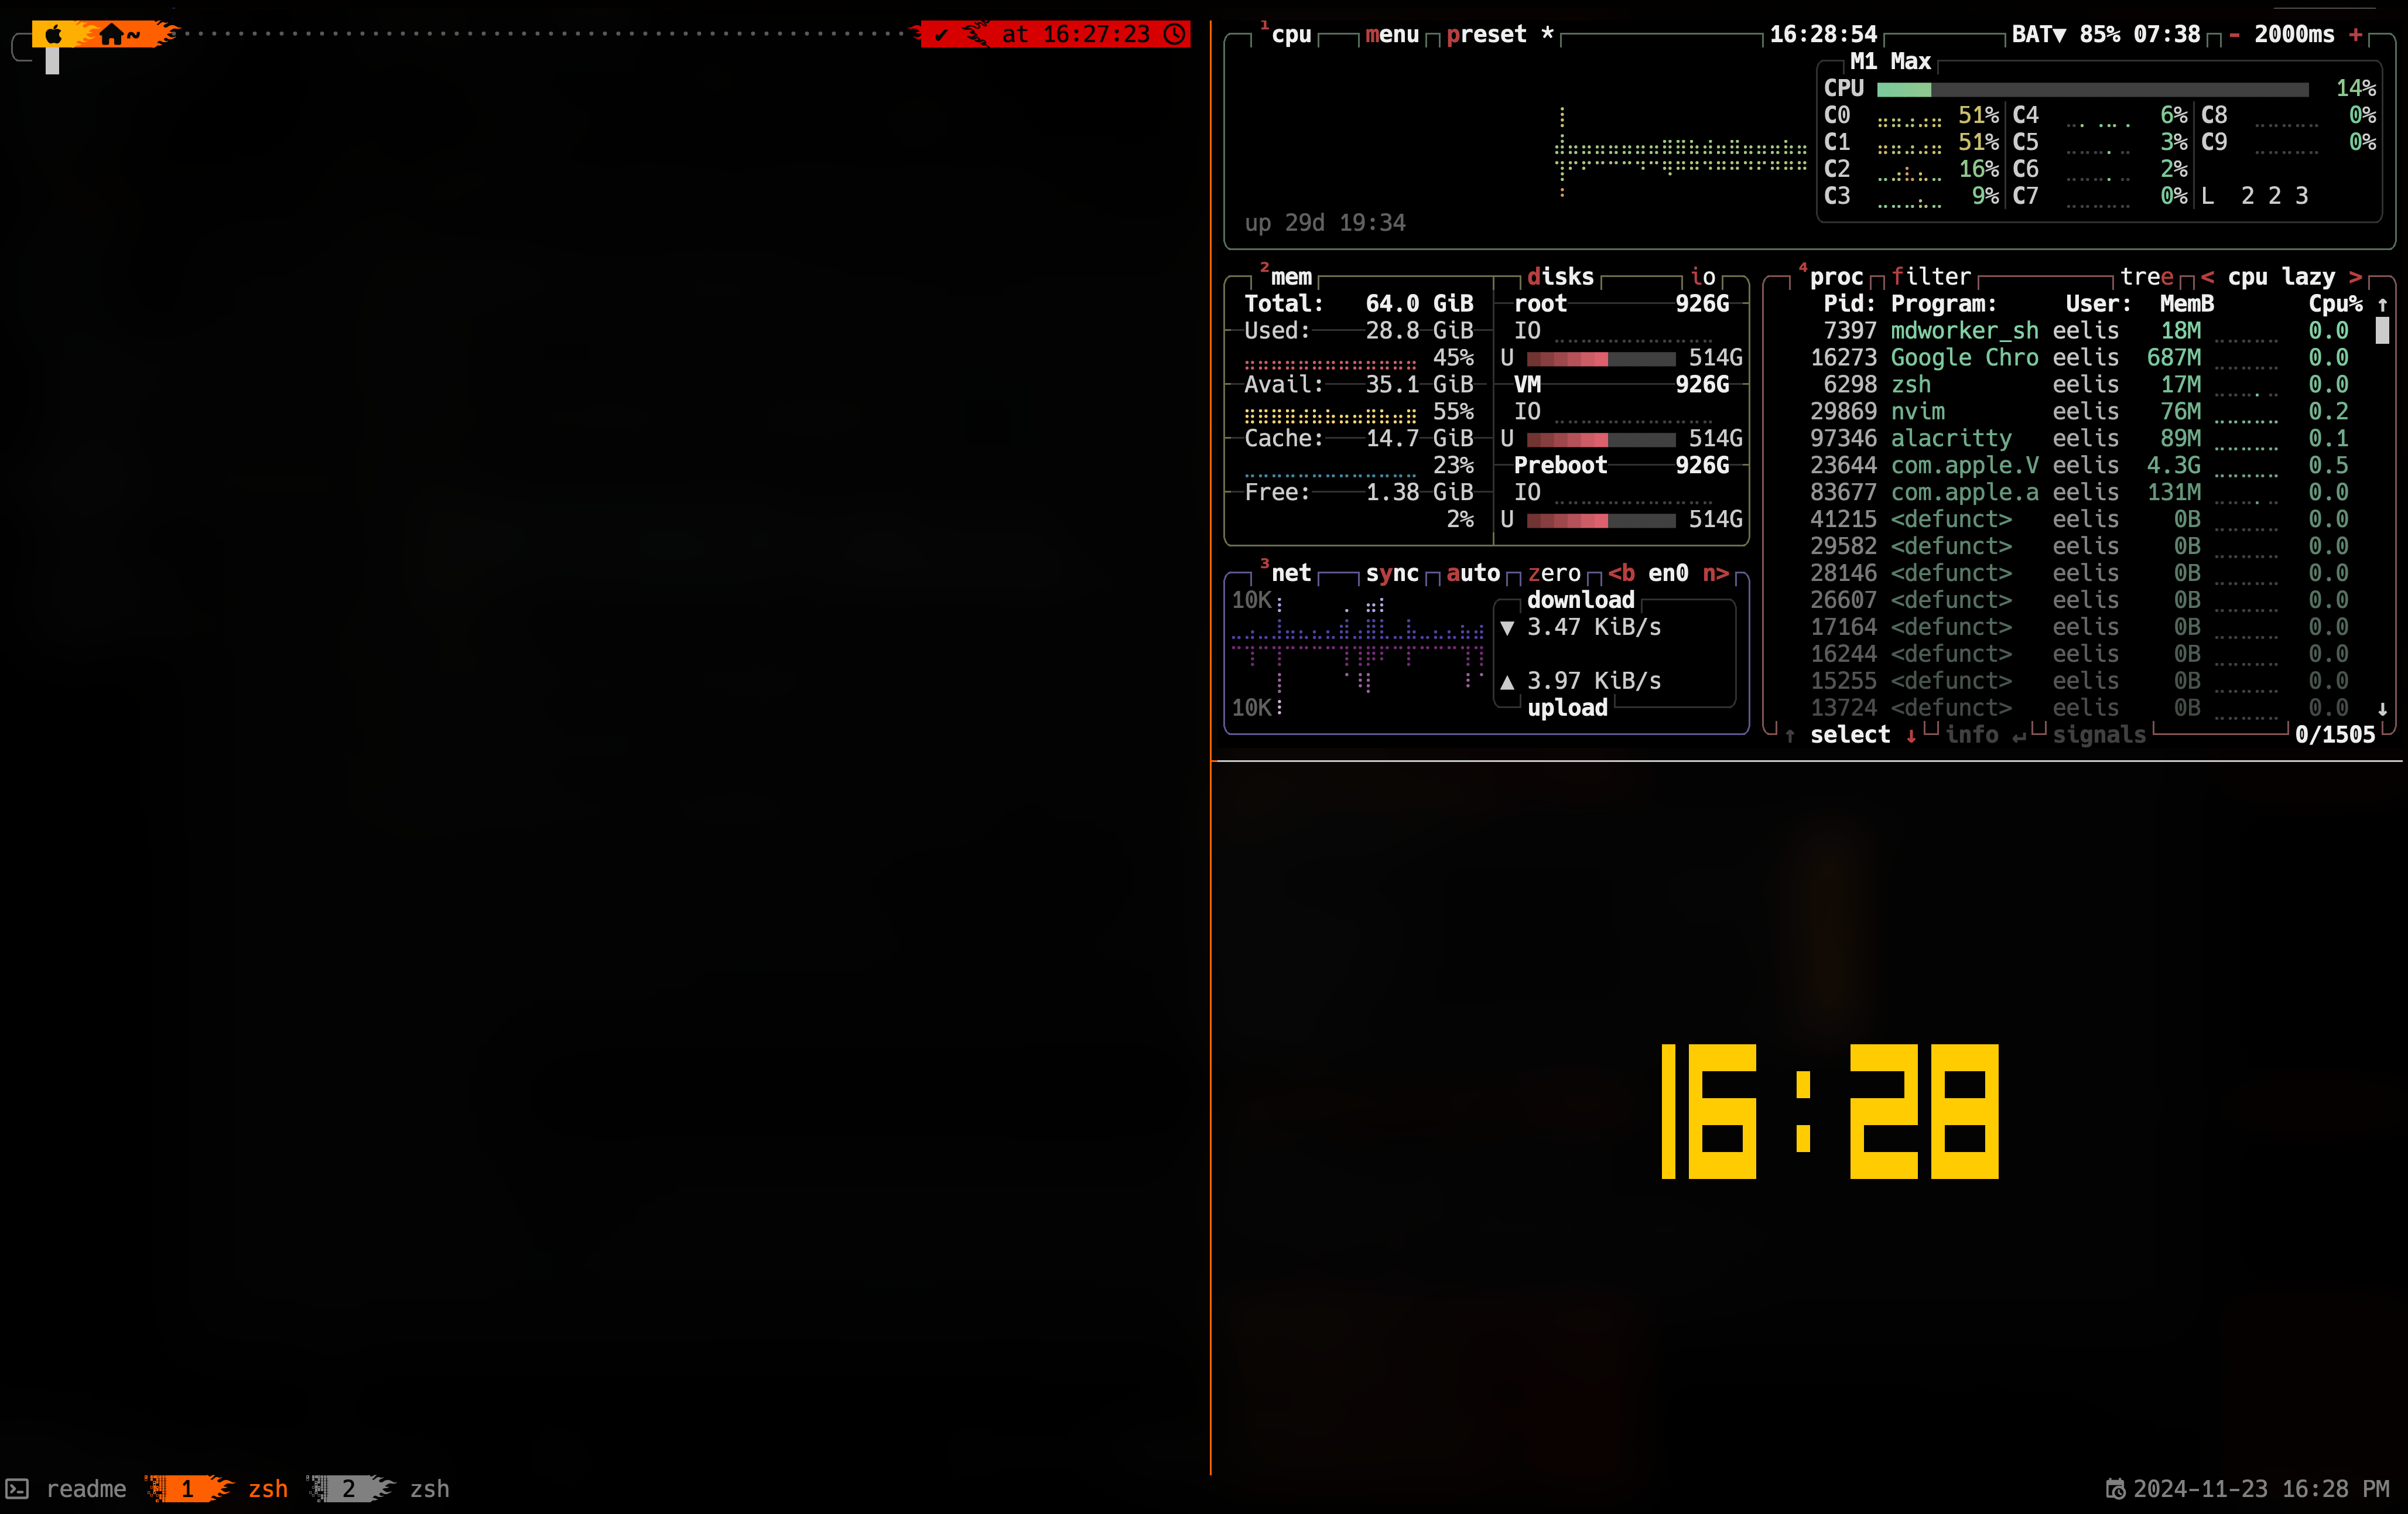 ~ ✔ at 16:27:23
¹cpu menu preset * 16:28:54 BAT▼ 85% 07:38 - 2000ms +
M1 Max
CPU 14%
C0 51% C4 6% C8 0%
C1 51% C5 3% C9 0%
C2 16% C6 2%
C3 9% C7 0% L 2 2 3
up 29d 19:34
²mem disks io
Total: 64.0 GiB
Used: 28.8 GiB
45%
Avail: 35.1 GiB
55%
Cache: 14.7 GiB
23%
Free: 1.38 GiB
2%
root 926G
IO
U 514G
VM 926G
IO
U 514G
Preboot 926G
IO
U 514G
³net sync auto zero <b en0 n>
10K
10K
download
▼ 3.47 KiB/s
▲ 3.97 KiB/s
upload
⁴proc filter tree < cpu lazy >
Pid: Program: User: MemB Cpu% ↑
7397 mdworker_sh eelis 18M 0.0
16273 Google Chro eelis 687M 0.0
6298 zsh eelis 17M 0.0
29869 nvim eelis 76M 0.2
97346 alacritty eelis 89M 0.1
23644 com.apple.V eelis 4.3G 0.5
83677 com.apple.a eelis 131M 0.0
41215 <defunct> eelis 0B 0.0
29582 <defunct> eelis 0B 0.0
28146 <defunct> eelis 0B 0.0
26607 <defunct> eelis 0B 0.0
17164 <defunct> eelis 0B 0.0
16244 <defunct> eelis 0B 0.0
15255 <defunct> eelis 0B 0.0
13724 <defunct> eelis 0B 0.0 ↓
↑ select ↓ info ↵ signals 0/1505
16:28
readme 1 zsh 2 zsh
2024-11-23 16:28 PM